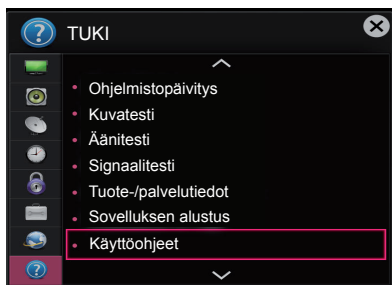 TUKI
Ohjelmistopäivitys
Kuvatesti
Äänitesti
Signaalitesti
Tuote-/palvelutiedot
Sovelluksen alustus
Käyttöohjeet